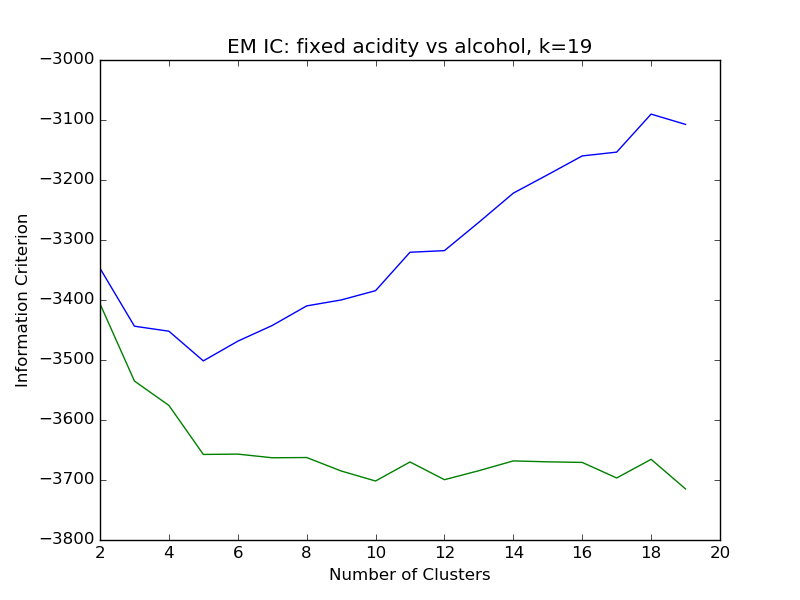 EM IC: fixed acidity vs alcohol, k=19
−3000
−3100
−3200
−3300
−3400
−3500
−3600
−3700
−3800
Information Criterion
2 4 6 8 10 12 14 16 18 20
Number of Clusters